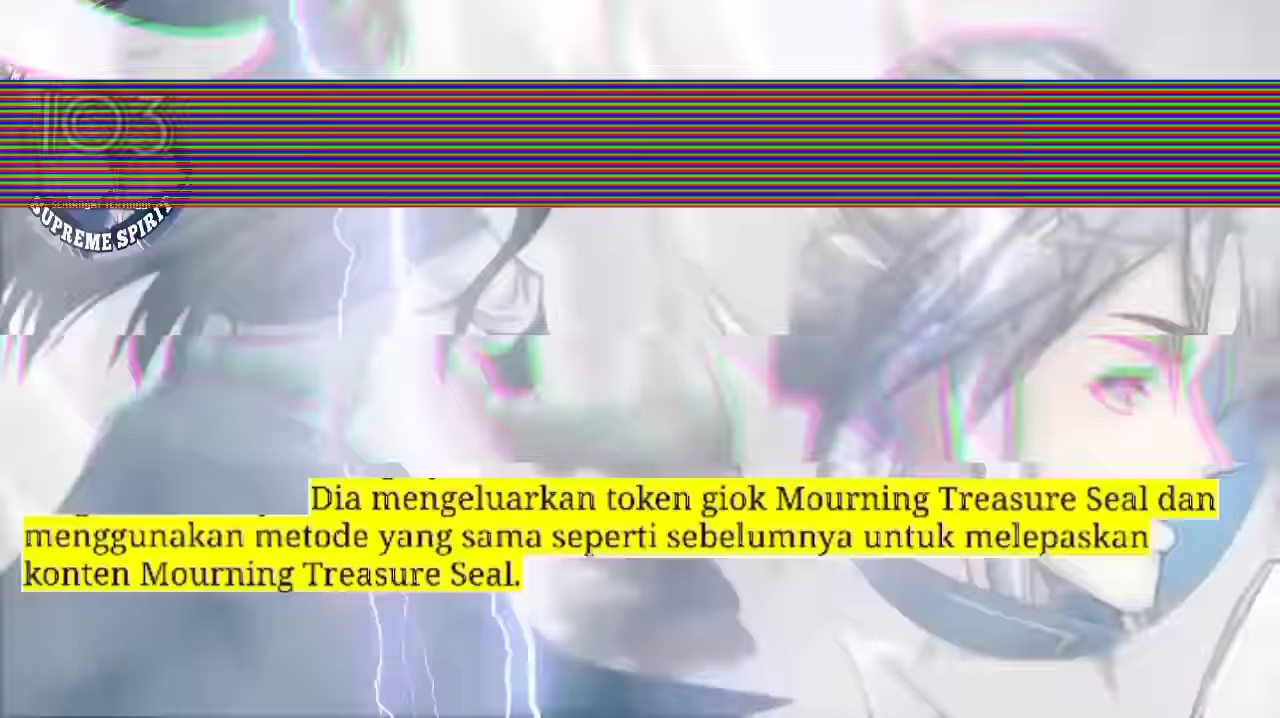 103
SUPREME SPIRIT
Dia mengeluarkan token giok Mourning Treasure Seal dan
menggunakan metode yang sama seperti sebelumnya untuk melepaskan
konten Mourning Treasure Seal.